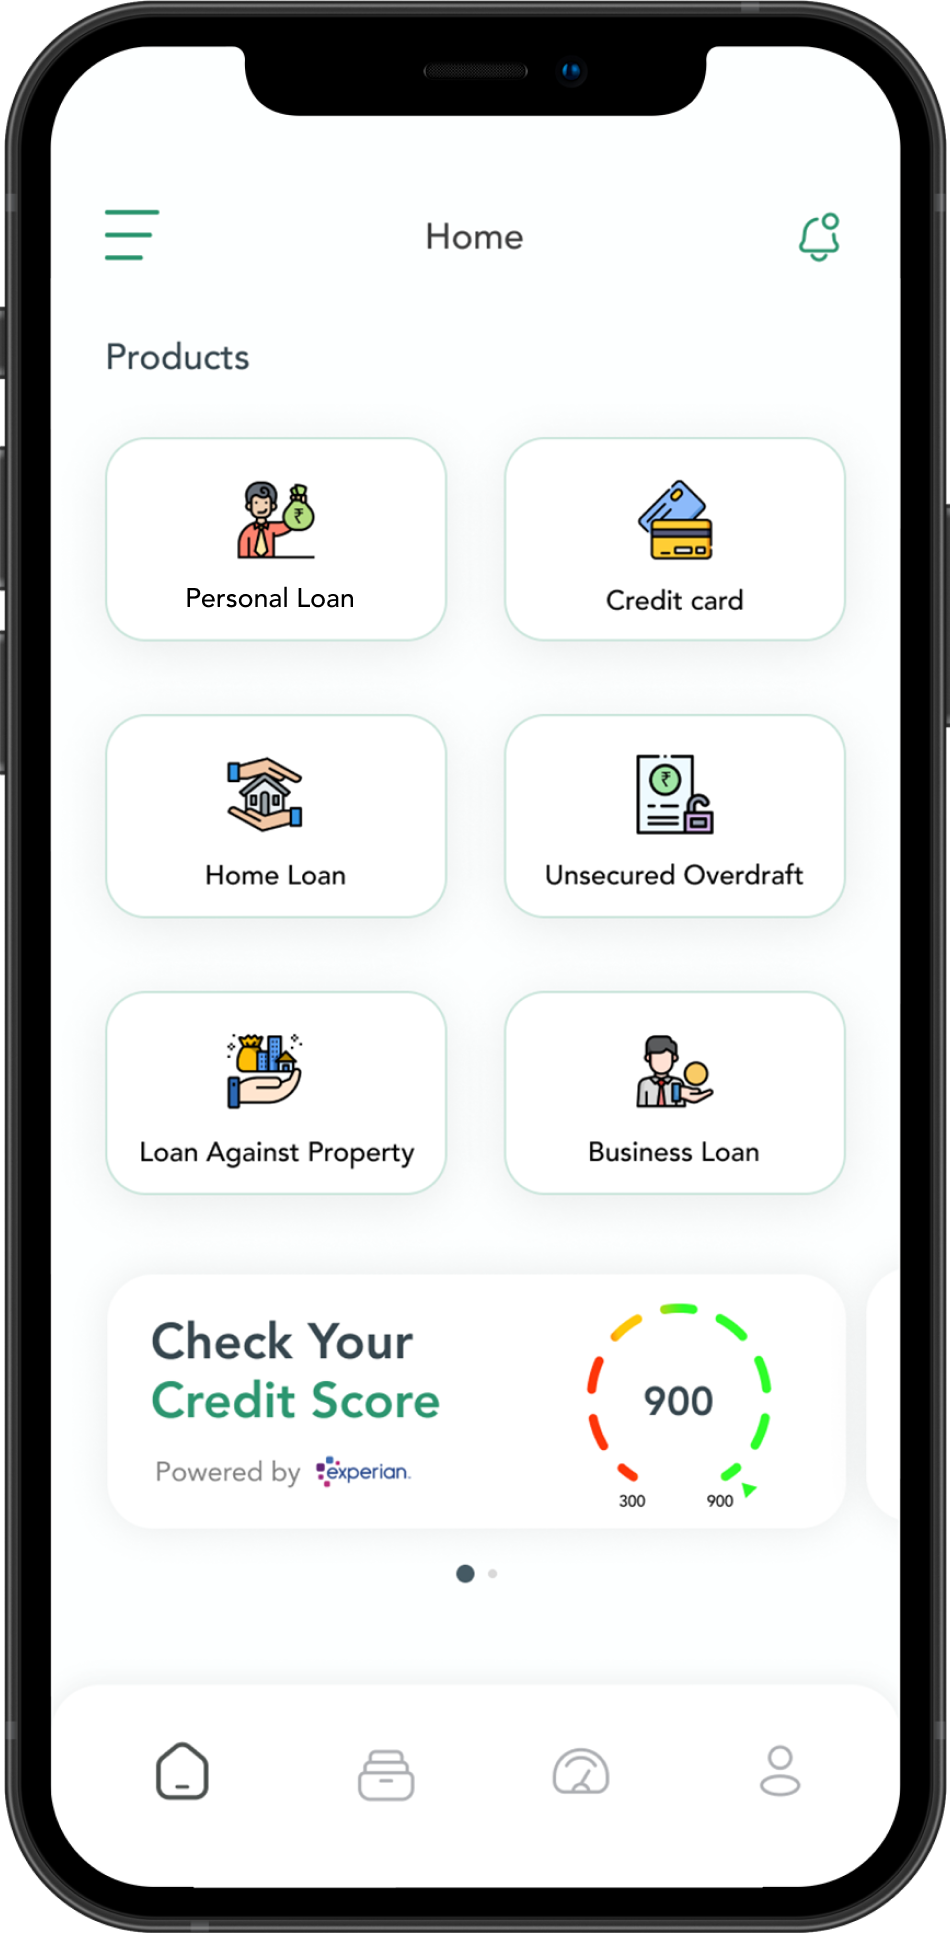 Home
Products
₹
Personal Loan
Credit card
Home Loan
₹
Unsecured Overdraft
Loan Against Property
Business Loan
Check Your
Credit Score
Powered by experian.
900
300
900